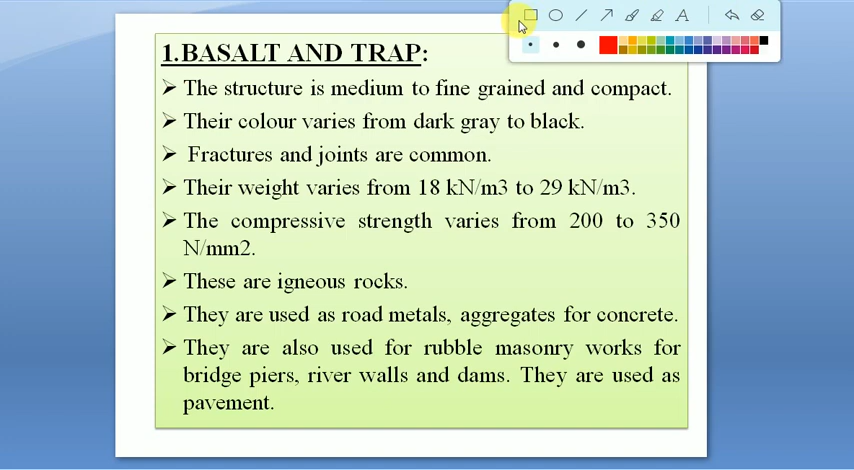 1.BASALT AND TRAP:
➢ The structure is medium to fine grained and compact.
➢ Their colour varies from dark gray to black.
➢ Fractures and joints are common.
➢ Their weight varies from 18 kN/m3 to 29 kN/m3.
➢ The compressive strength varies from 200 to 350
N/mm2.
➢ These are igneous rocks.
➢ They are used as road metals, aggregates for concrete.
➢ They are also used for rubble masonry works for
bridge piers, river walls and dams. They are used as
pavement.